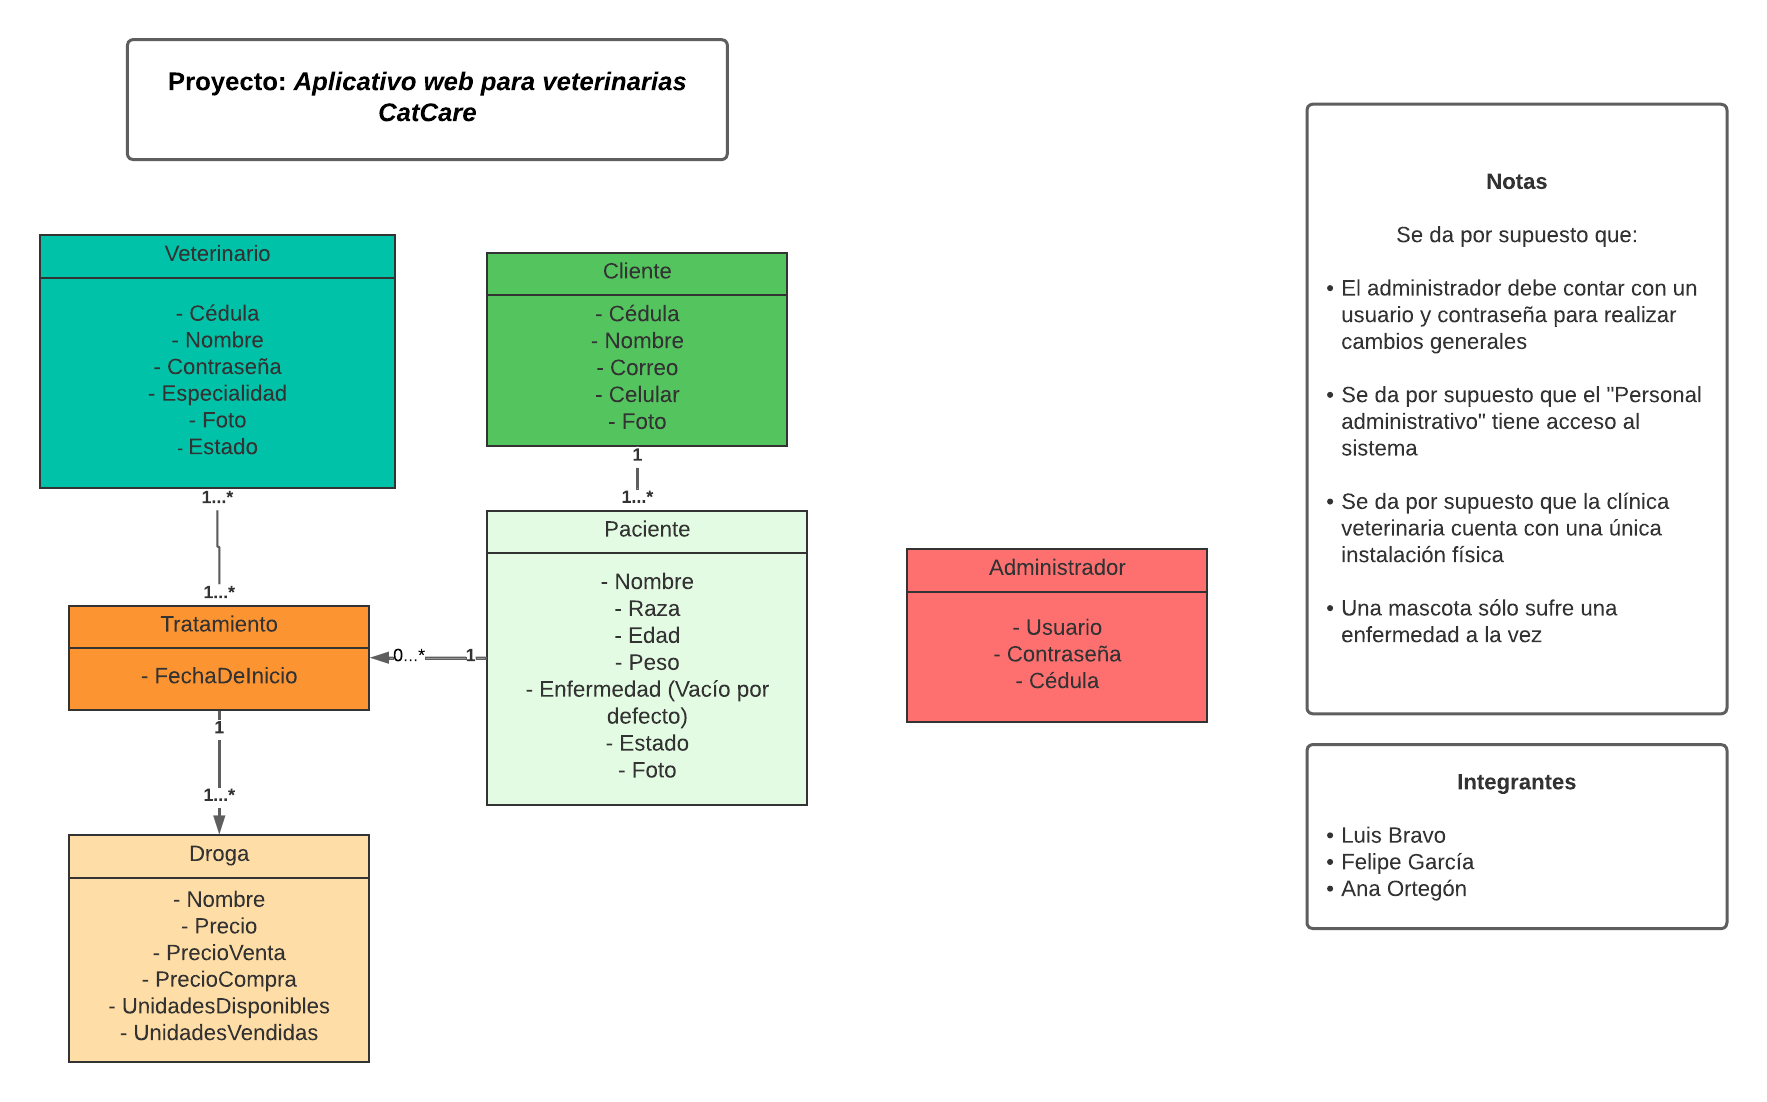 Proyecto: Aplicativo web para veterinarias
CatCare
Veterinario
- Cédula
- Nombre
- Contraseña
- Especialidad
- Foto
- Estado
1...*
1...*
Cliente
- Cédula
- Nombre
- Correo
- Celular
- Foto
1
1...*
Paciente
- Nombre
- Raza
- Edad
- Peso
- Enfermedad (Vacío por
defecto)
- Estado
- Foto
Tratamiento
- FechaDeInicio
0...*
1
1
1...*
Droga
- Nombre
- Precio
- PrecioVenta
- PrecioCompra
- UnidadesDisponibles
- UnidadesVendidas
Administrador
- Usuario
- Contraseña
- Cédula
Notas
Se da por supuesto que:
• El administrador debe contar con un
usuario y contraseña para realizar
cambios generales
• Se da por supuesto que el "Personal
administrativo" tiene acceso al
sistema
• Se da por supuesto que la clínica
veterinaria cuenta con una única
instalación física
• Una mascota sólo sufre una
enfermedad a la vez
Integrantes
• Luis Bravo
• Felipe García
• Ana Ortegón